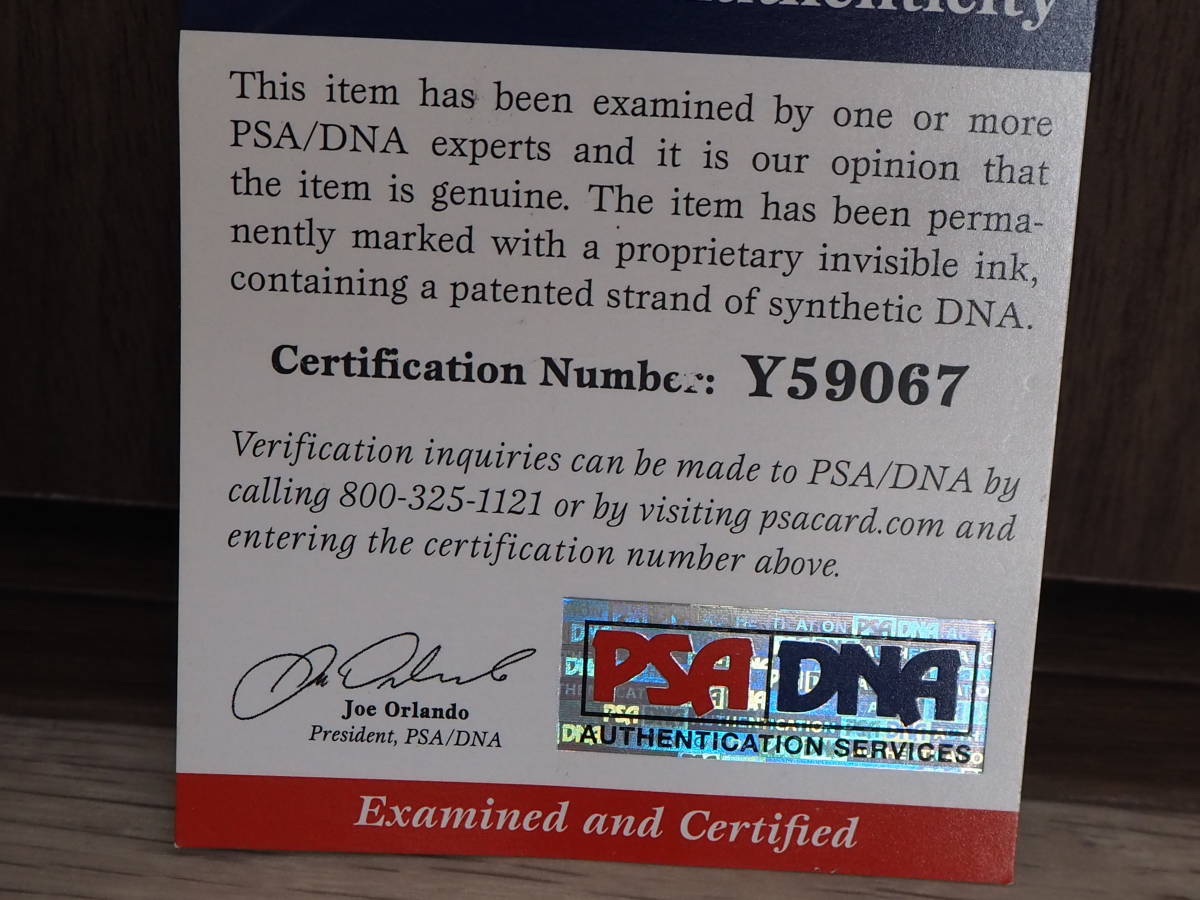 Authenticity
This item has been examined by one or more
PSA/DNA experts and it is our opinion that
the item is genuine. The item has been perma-
nently marked with a proprietary invisible ink,
containing a patented strand of synthetic DNA.
Certification Number: Y59067
Verification inquiries can be made to PSA/DNA by
calling 800-325-1121 or by visiting psacard.com and
entering the certification number above.
Joe Orlando
President, PSA/DNA
PSA DNA
AUTHENTICATION SERVICES
Examined and Certified